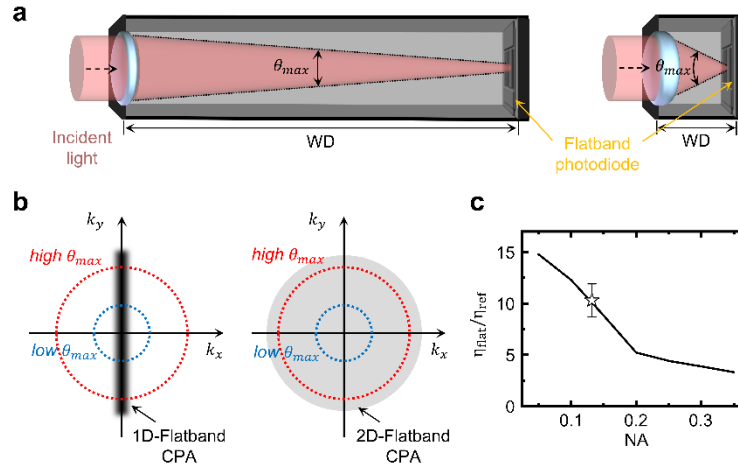 a
θmax
θmax
WD
WD
Incident
light
Flatband
photodiode
b
ky
high θmax
low θmax
kx
1D-Flatband
CPA
ky
high θmax
low θmax
kx
2D-Flatband
CPA
c
ηflat/ηref
15
10
5
0
0.1
0.2
0.3
NA